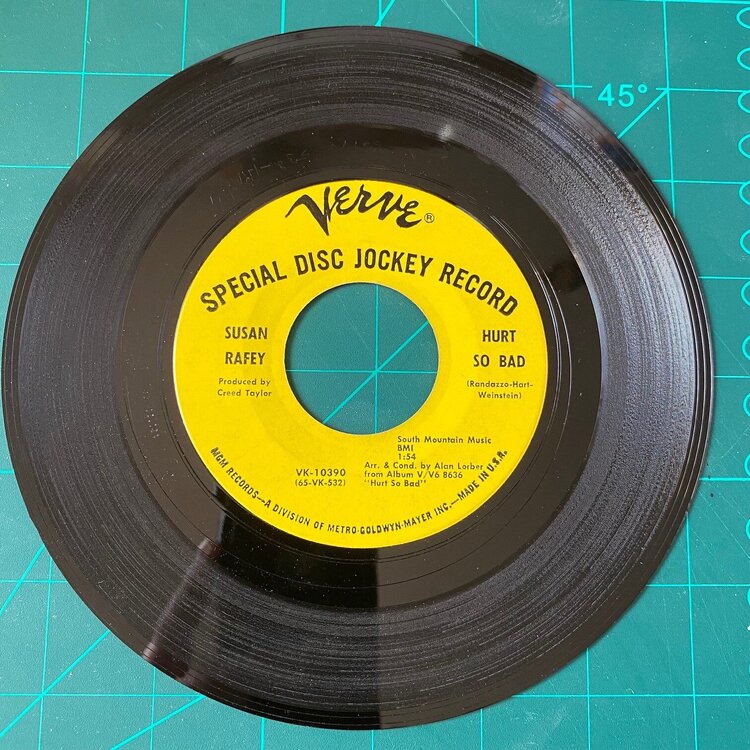 45°
VERVE®
SPECIAL DISC JOCKEY RECORD
SUSAN
RAFEY
Produced by
Creed Taylor
HURT
SO BAD
(Randazzo-Hart-
Weinstein)
South Mountain Music
BMI
1:54
Arr. & Cond. by Alan Lorber
from Album V/V6 8636
"Hurt So Bad"
VK-10390
(65-VK-532)
MGM RECORDS—A DIVISION OF METRO-GOLDWYN-MAYER INC.—MADE IN U.S.A.